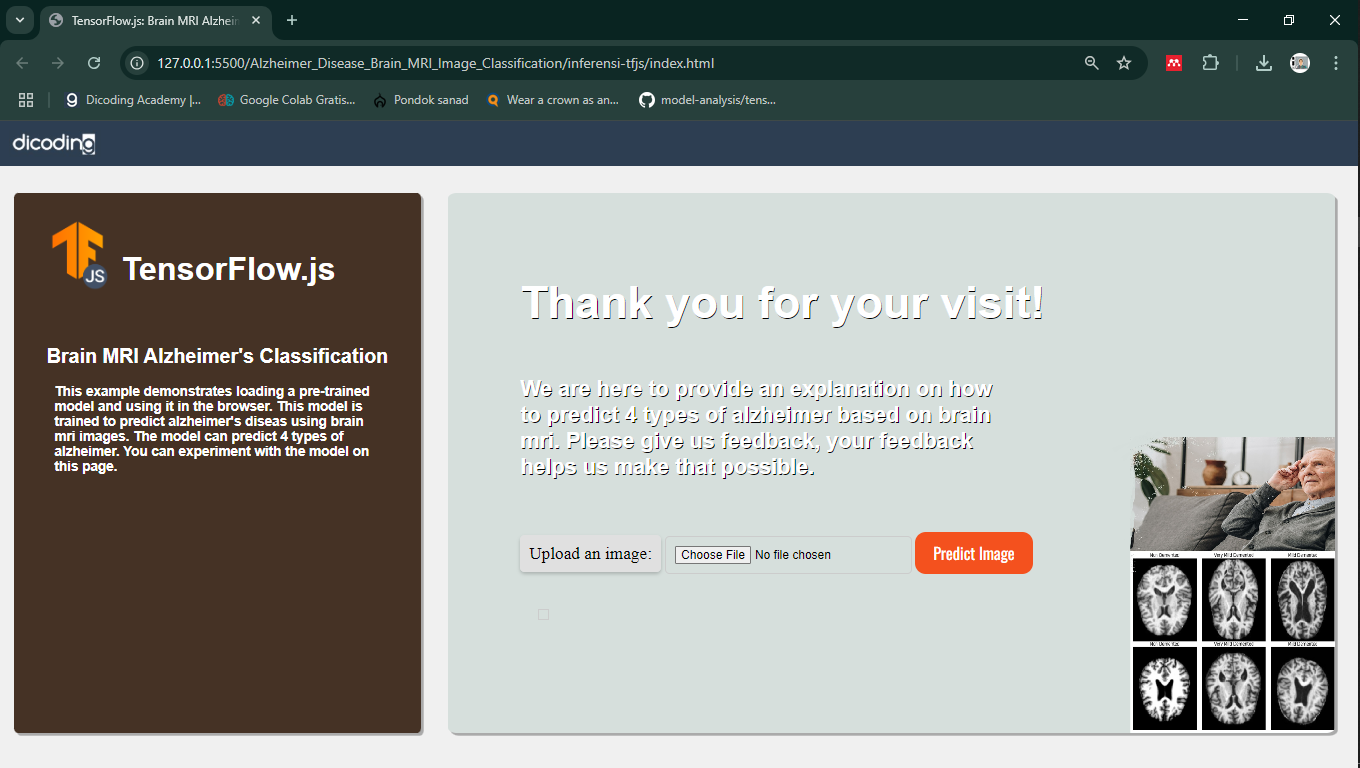 TensorFlow.js: Brain MRI Alzhein
127.0.0.1:5500/Alzheimer_Disease_Brain_MRI_Image_Classification/inferensi-tfjs/index.html
Dicoding Academy |...
Google Colab Gratis...
Pondok sanad
Wear a crown as an...
model-analysis/tens...
dicoding
TF
JS
TensorFlow.js
Brain MRI Alzheimer's Classification
This example demonstrates loading a pre-trained
model and using it in the browser. This model is
trained to predict alzheimer's diseas using brain
mri images. The model can predict 4 types of
alzheimer. You can experiment with the model on
this page.
Thank you for your visit!
We are here to provide an explanation on how
to predict 4 types of alzheimer based on brain
mri. Please give us feedback, your feedback
helps us make that possible.
Upload an image:
Choose File No file chosen
Predict Image
Non Demented
Very Mild Demented
Mild Demented
Non Demented
Very Mild Demented
Mild Demented